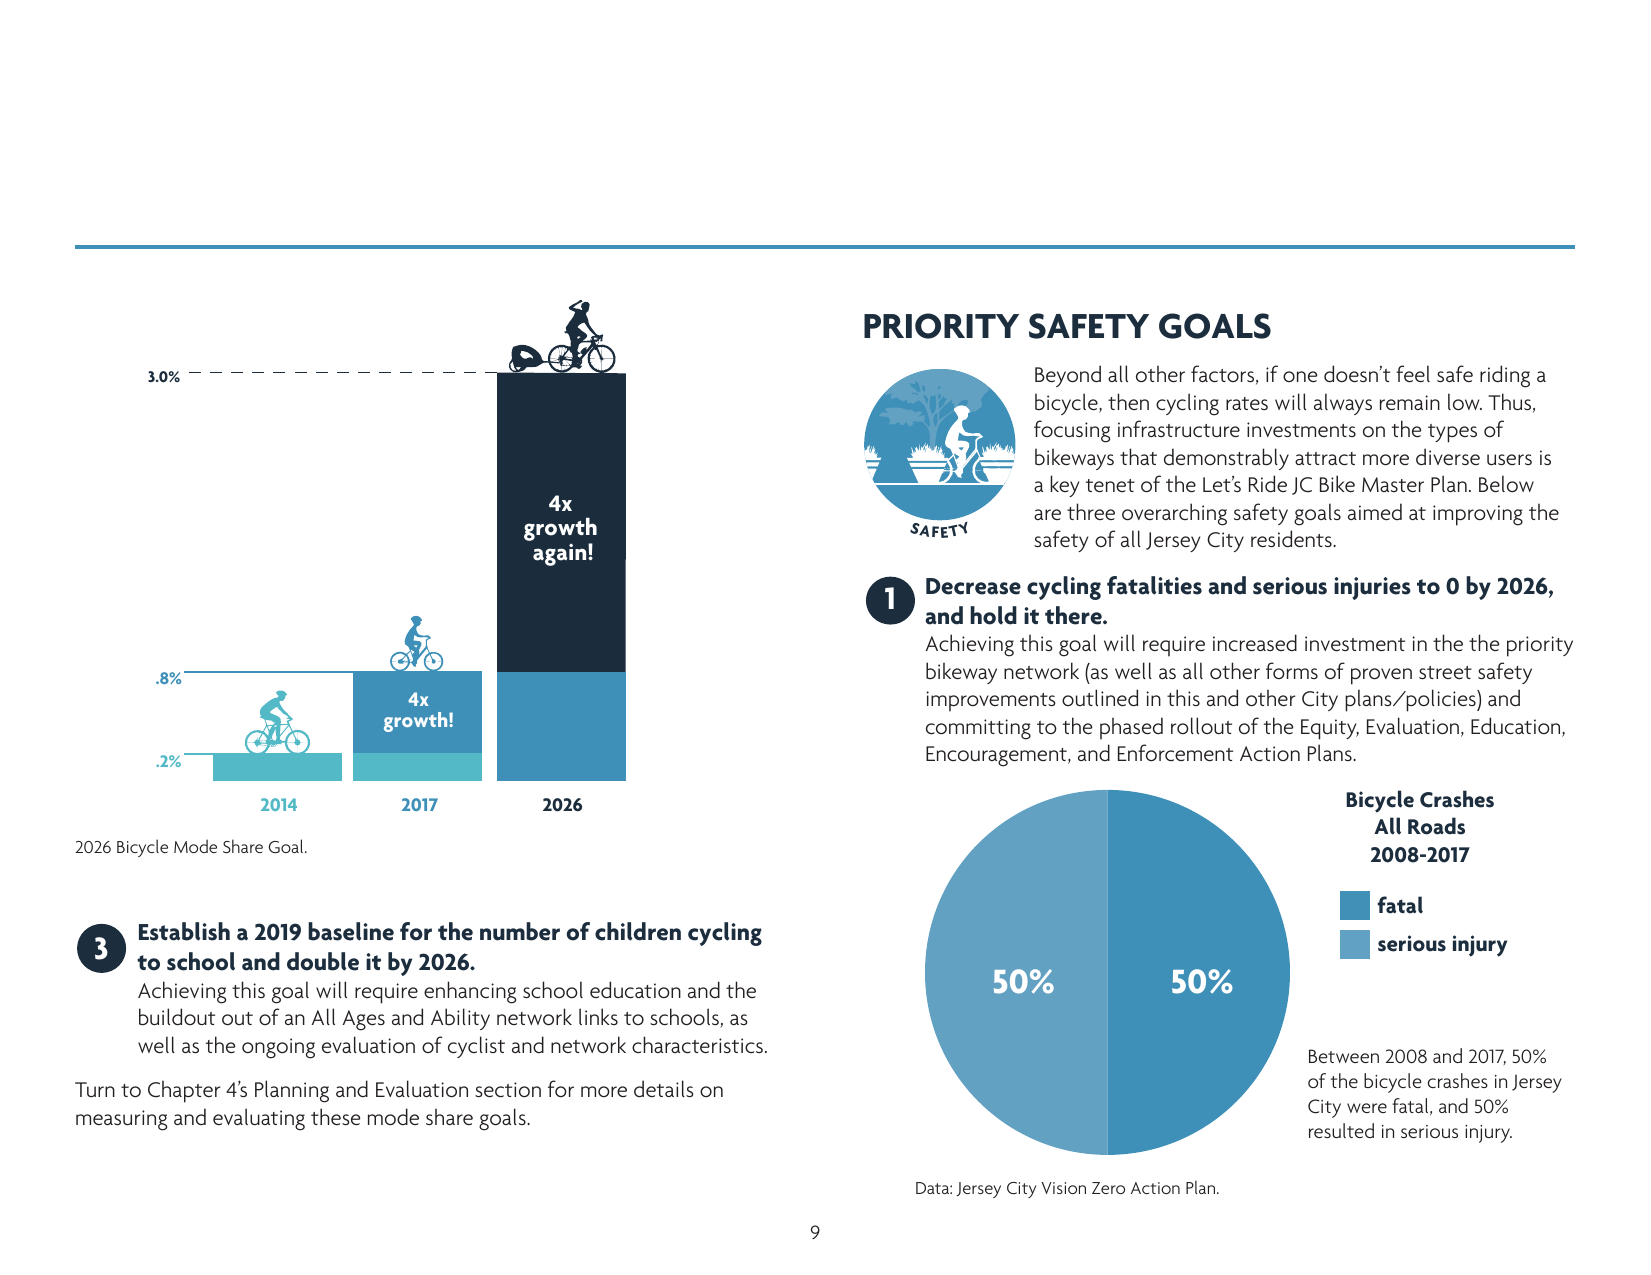 3.0%
4x
growth
again!
.8%
4x
growth!
.2%
2014
2017
2026
2026 Bicycle Mode Share Goal.
3
Establish a 2019 baseline for the number of children cycling
to school and double it by 2026.
Achieving this goal will require enhancing school education and the
buildout out of an All Ages and Ability network links to schools, as
well as the ongoing evaluation of cyclist and network characteristics.
Turn to Chapter 4's Planning and Evaluation section for more details on
measuring and evaluating these mode share goals.
PRIORITY SAFETY GOALS
SAFETY
Beyond all other factors, if one doesn't feel safe riding a
bicycle, then cycling rates will always remain low. Thus,
focusing infrastructure investments on the types of
bikeways that demonstrably attract more diverse users is
a key tenet of the Let's Ride JC Bike Master Plan. Below
are three overarching safety goals aimed at improving the
safety of all Jersey City residents.
1
Decrease cycling fatalities and serious injuries to 0 by 2026,
and hold it there.
Achieving this goal will require increased investment in the the priority
bikeway network (as well as all other forms of proven street safety
improvements outlined in this and other City plans/policies) and
committing to the phased rollout of the Equity, Evaluation, Education,
Encouragement, and Enforcement Action Plans.
Bicycle Crashes
All Roads
2008-2017
fatal
serious injury
50%
50%
Between 2008 and 2017, 50%
of the bicycle crashes in Jersey
City were fatal, and 50%
resulted in serious injury.
Data: Jersey City Vision Zero Action Plan.
9